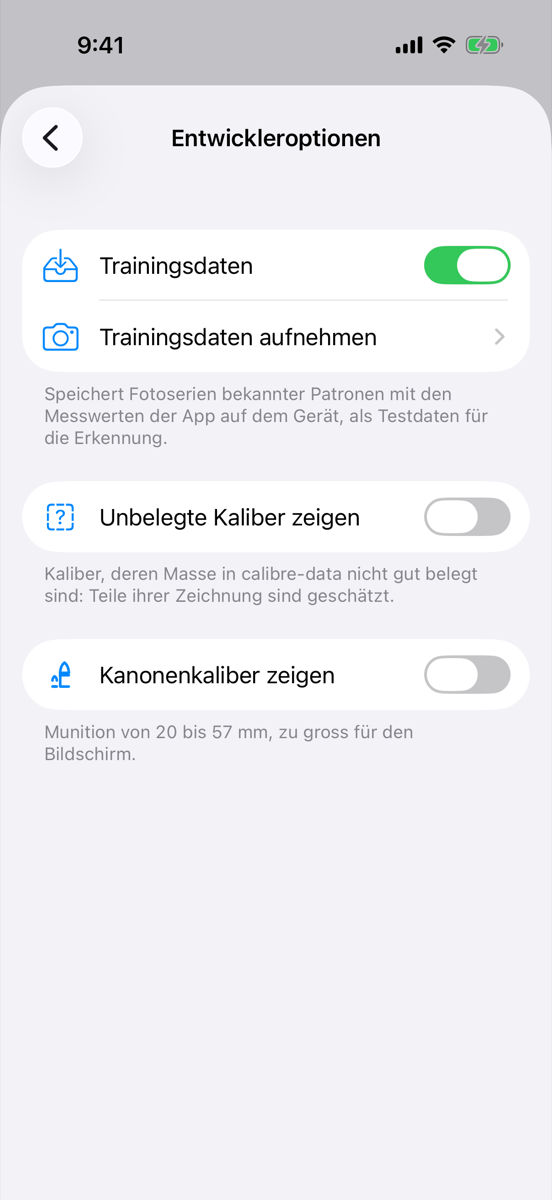 9:41
Entwickleroptionen
Trainingsdaten
Trainingsdaten aufnehmen
Speichert Fotoserien bekannter Patronen mit den
Messwerten der App auf dem Gerät, als Testdaten für
die Erkennung.
Unbelegte Kaliber zeigen
Kaliber, deren Masse in calibre-data nicht gut belegt
sind: Teile ihrer Zeichnung sind geschätzt.
Kanonenkaliber zeigen
Munition von 20 bis 57 mm, zu gross für den
Bildschirm.